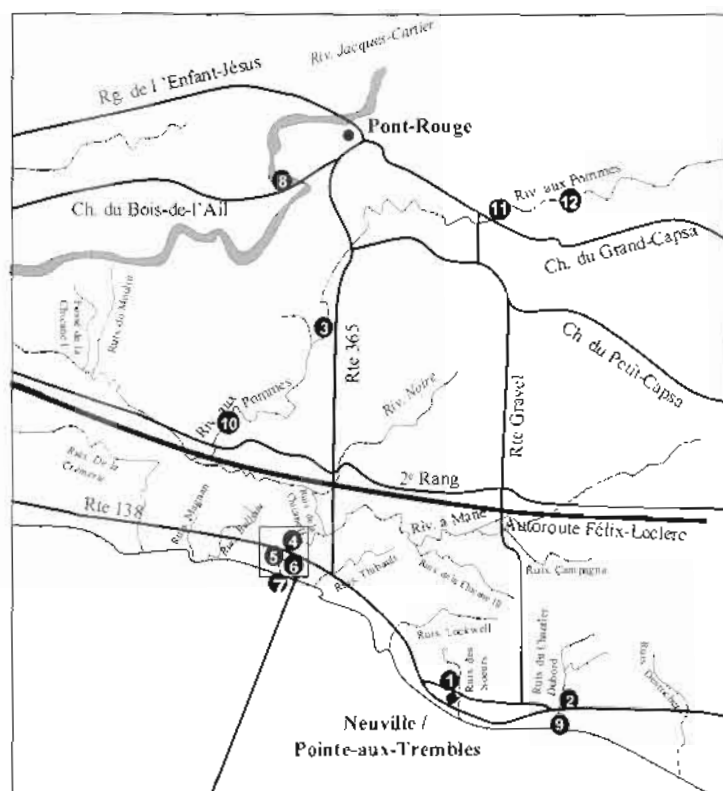 Riv. Jacques-Cartier
Rg. de l'Enfant-Jésus
Pont-Rouge
8
Riv. aux Pommes
11
12
Ch. du Bois-de-l'Ail
Ch. du Grand-Capsa
Ruis. du Moulin
3
Rte 365
Ch. du Petit-Capsa
Riv. aux Pommes
Riv. Noire
Rte Gravel
10
2e Rang
Ruis. De la
Rte 138
Ruis. Magnan
Riv. à Matte
Autoroute Félix-Leclerc
4
5
6
7
Ruis. Thibault
Ruis. Campagna
Ruis. Lockwell
1
Ruis. des
Soeurs
Ruis du Chantier
Dubord
2
9
Neuville /
Pointe-aux-Trembles